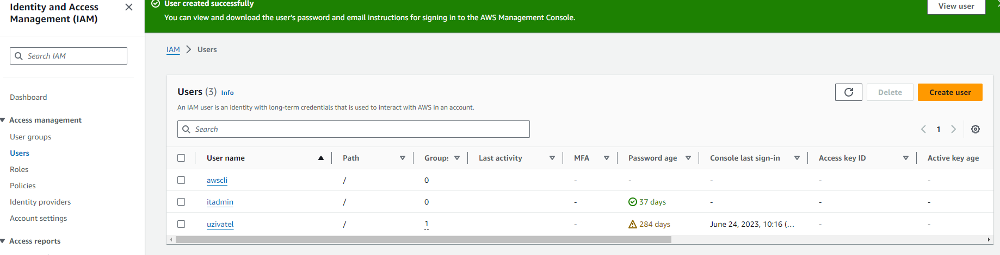 Identity and Access
Management (IAM)
User created successfully
You can view and download the user's password and email instructions for signing in to the AWS Management Console.
View user
Search IAM
IAM
Users
Dashboard
Access management
User groups
Users
Roles
Policies
Identity providers
Account settings
Access reports
Users (3) Info
Delete
Create user
An IAM user is an identity with long-term credentials that is used to interact with AWS in an account.
Search
1
User name Path Groups Last activity MFA Password age Console last sign-in Access key ID Active key age
awscli / 0 - - - - -
itadmin / 0 - 37 days - - -
uzivatel / 1 - 284 days June 24, 2023, 10:16 (... - -